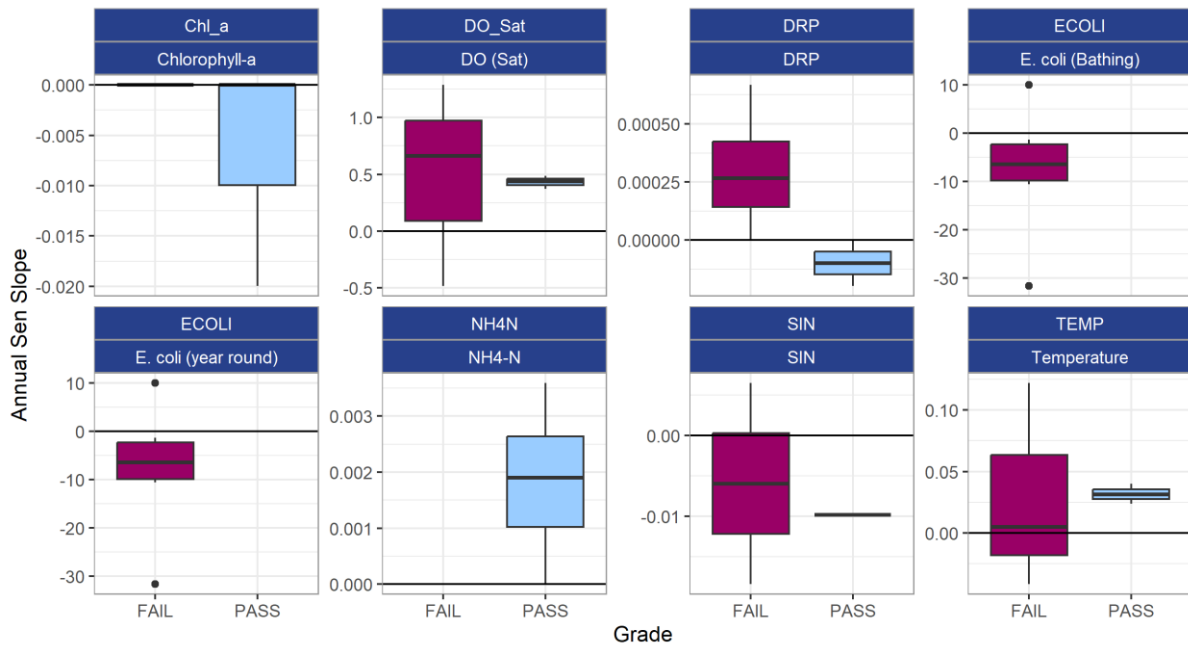 Chl_a
Chlorophyll-a
DO_Sat
DO (Sat)
DRP
DRP
ECOLI
E. coli (Bathing)
0.000
-0.005
-0.010
-0.015
-0.020
1.0
0.5
0.0
-0.5
0.00050
0.00025
0.00000
10
0
-10
-20
-30
ECOLI
E. coli (year round)
NH4N
NH4-N
SIN
SIN
TEMP
Temperature
10
0
-10
-20
-30
0.003
0.002
0.001
0.000
0.00
-0.01
0.10
0.05
0.00
FAIL PASS
FAIL PASS
FAIL PASS
FAIL PASS
Annual Sen Slope
Grade